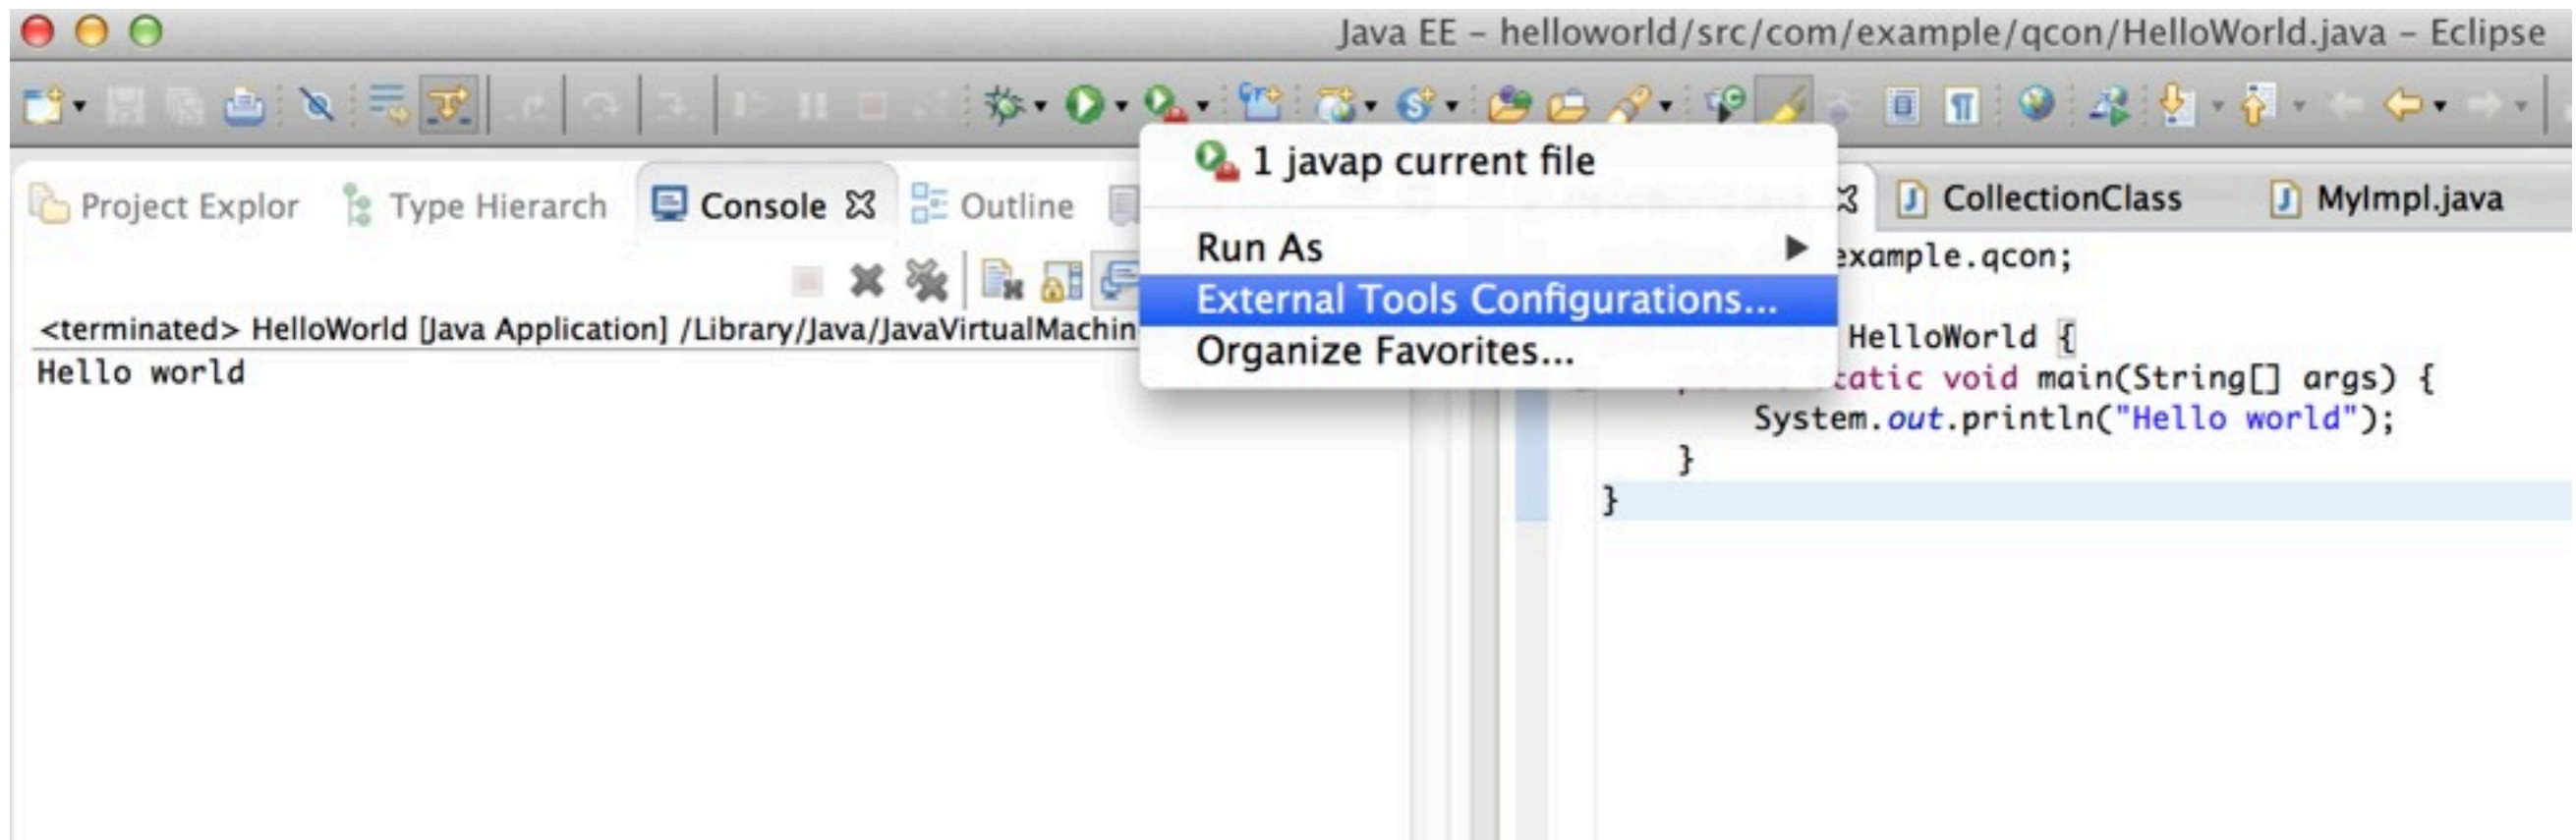 Java EE – helloworld/src/com/example/qcon/HelloWorld.java – Eclipse
1 javap current file
Run As
External Tools Configurations...
Organize Favorites...
Project Explor Type Hierarch Console Outline
CollectionClass MyImpl.java
<terminated> HelloWorld [Java Application] /Library/Java/JavaVirtualMachin
Hello world
example.qcon;
HelloWorld {
static void main(String[] args) {
System.out.println("Hello world");
}
}